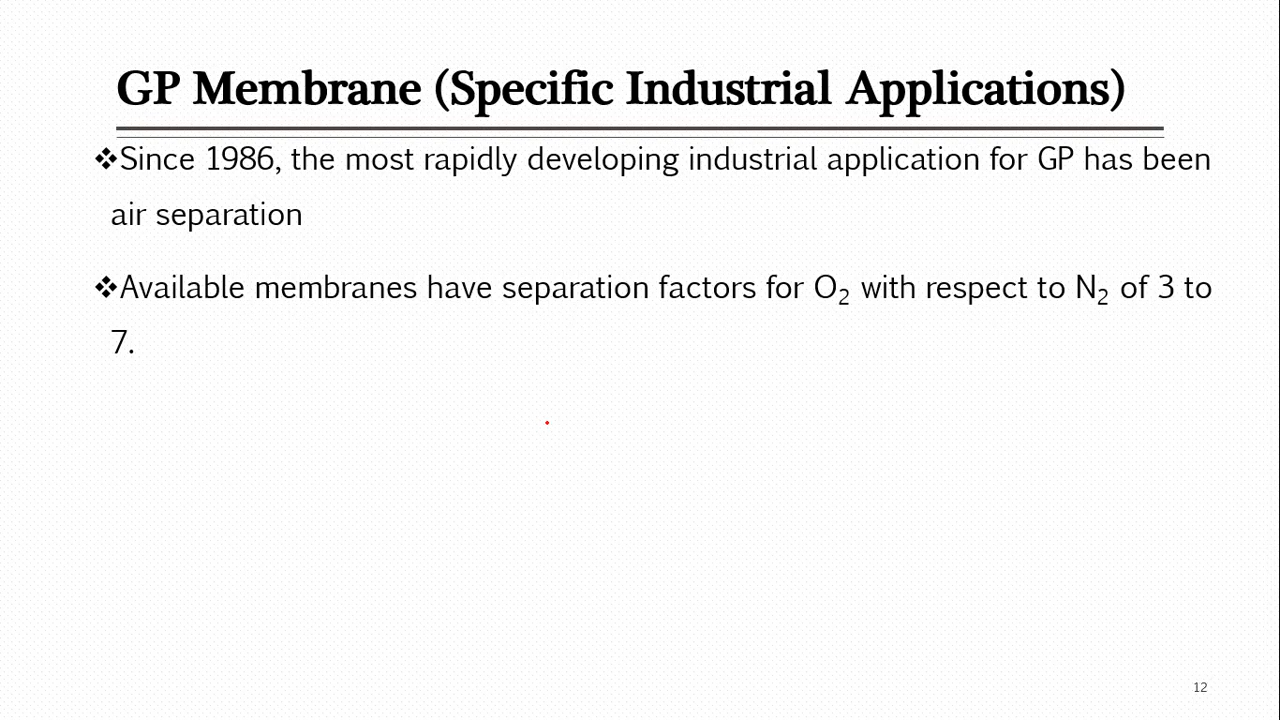 GP Membrane (Specific Industrial Applications)
❖Since 1986, the most rapidly developing industrial application for GP has been
air separation
❖Available membranes have separation factors for O₂ with respect to N₂ of 3 to
7.
12